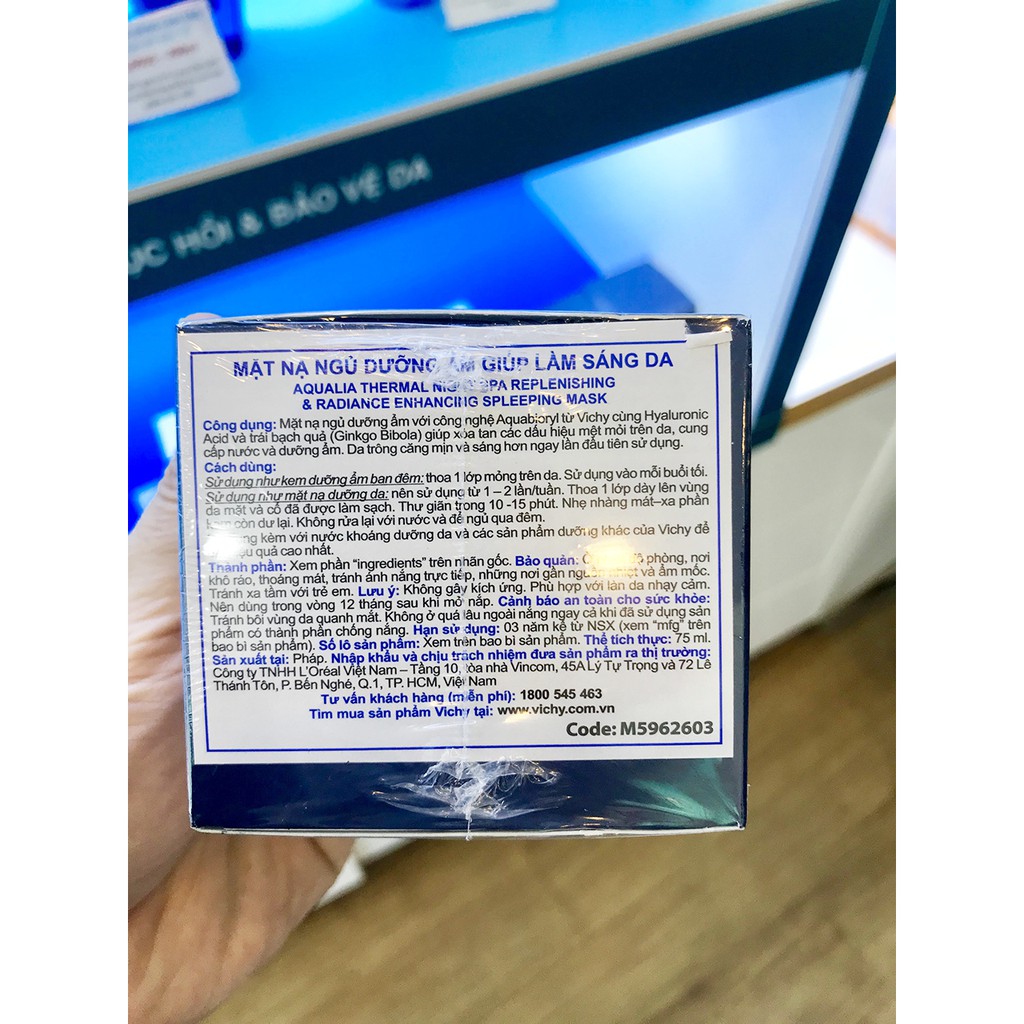 HỒI & BẢO VỆ DA
MẶT NẠ NGỦ DƯỠNG ẨM GIÚP LÀM SÁNG DA
AQUALIA THERMAL NIGHT SPA REPLENISHING
& RADIANCE ENHANCING SPLEEPING MASK
Công dụng: Mặt nạ ngủ dưỡng ẩm với công nghệ Aquabioryl từ Vichy cùng Hyaluronic
Acid và trái bạch quả (Ginkgo Bibola) giúp xóa tan các dấu hiệu mệt mỏi trên da, cung
cấp nước và dưỡng ẩm. Da trông căng mịn và sáng hơn ngay lần đầu tiên sử dụng.
Cách dùng:
Sử dụng như kem dưỡng ẩm ban đêm: thoa 1 lớp mỏng trên da. Sử dụng vào mỗi buổi tối.
Sử dụng như mặt nạ dưỡng da: nên sử dụng từ 1 – 2 lần/tuần. Thoa 1 lớp dày lên vùng
da mặt và cổ đã được làm sạch. Thư giãn trong 10 -15 phút. Nhẹ nhàng mát–xa phần
kem còn dư lại. Không rửa lại với nước và để ngủ qua đêm.
kèm với nước khoáng dưỡng da và các sản phẩm dưỡng khác của Vichy để
quả cao nhất.
Thành phần: Xem phần "ingredients" trên nhãn gốc. Bảo quản: phòng, nơi
khô ráo, thoáng mát, tránh ánh nắng trực tiếp, những nơi gần nguồn nhiệt và ẩm mốc.
Tránh xa tầm với trẻ em. Lưu ý: Không gây kích ứng. Phù hợp với làn da nhạy cảm.
Nên dùng trong vòng 12 tháng sau khi mở nắp. Cảnh báo an toàn cho sức khỏe:
Tránh bôi vùng da quanh mắt. Không ở quá lâu ngoài nắng ngay cả khi đã sử dụng sản
phẩm có thành phần chống nắng. Hạn sử dụng: 03 năm kể từ NSX (xem "mfg" trên
bao bì sản phẩm). Số lô sản phẩm: Xem trên bao bì sản phẩm. Thể tích thực: 75 ml.
Sản xuất tại: Pháp. Nhập khẩu và chịu trách nhiệm đưa sản phẩm ra thị trường:
Công ty TNHH L'Oréal Việt Nam – Tầng 10, tòa nhà Vincom, 45A Lý Tự Trọng và 72 Lê
Thánh Tôn, P. Bến Nghé, Q.1, TP. HCM, Việt Nam
Tư vấn khách hàng (miễn phí): 1800 545 463
Tìm mua sản phẩm Vichy tại: www.vichy.com.vn
Code: M5962603